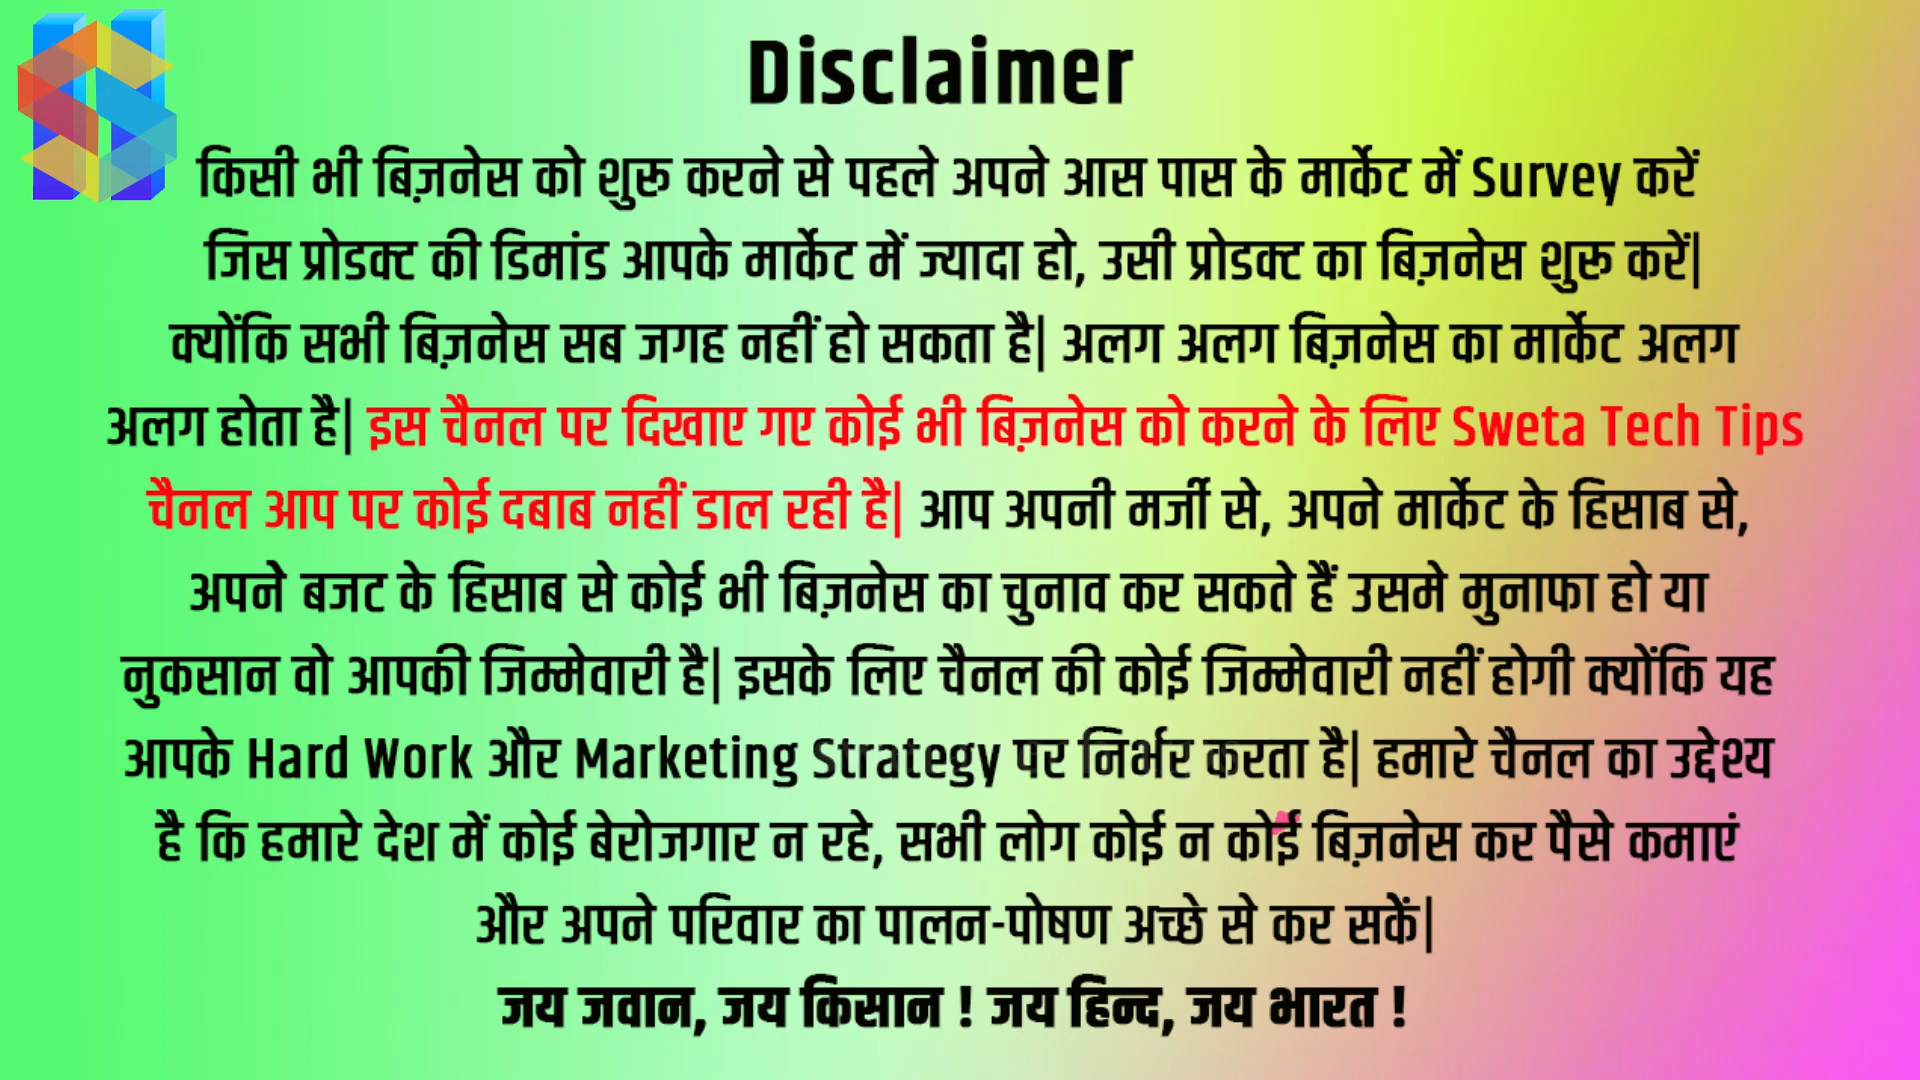 Disclaimer
किसी भी बिज़नेस को शुरू करने से पहले अपने आस पास के मार्केट में Survey करें
जिस प्रोडक्ट की डिमांड आपके मार्केट में ज्यादा हो, उसी प्रोडक्ट का बिज़नेस शुरू करें|
क्योंकि सभी बिज़नेस सब जगह नहीं हो सकता है| अलग अलग बिज़नेस का मार्केट अलग
अलग होता है| इस चैनल पर दिखाए गए कोई भी बिज़नेस को करने के लिए Sweta Tech Tips
चैनल आप पर कोई दबाब नहीं डाल रही है| आप अपनी मर्जी से, अपने मार्केट के हिसाब से,
अपने बजट के हिसाब से कोई भी बिज़नेस का चुनाव कर सकते हैं उसमे मुनाफा हो या
नुकसान वो आपकी जिम्मेवारी है| इसके लिए चैनल की कोई जिम्मेवारी नहीं होगी क्योंकि यह
आपके Hard Work और Marketing Strategy पर निर्भर करता है| हमारे चैनल का उद्देश्य
है कि हमारे देश में कोई बेरोजगार न रहे, सभी लोग कोई न कोई बिज़नेस कर पैसे कमाएं
और अपने परिवार का पालन-पोषण अच्छे से कर सकें|
जय जवान, जय किसान ! जय हिन्द, जय भारत !